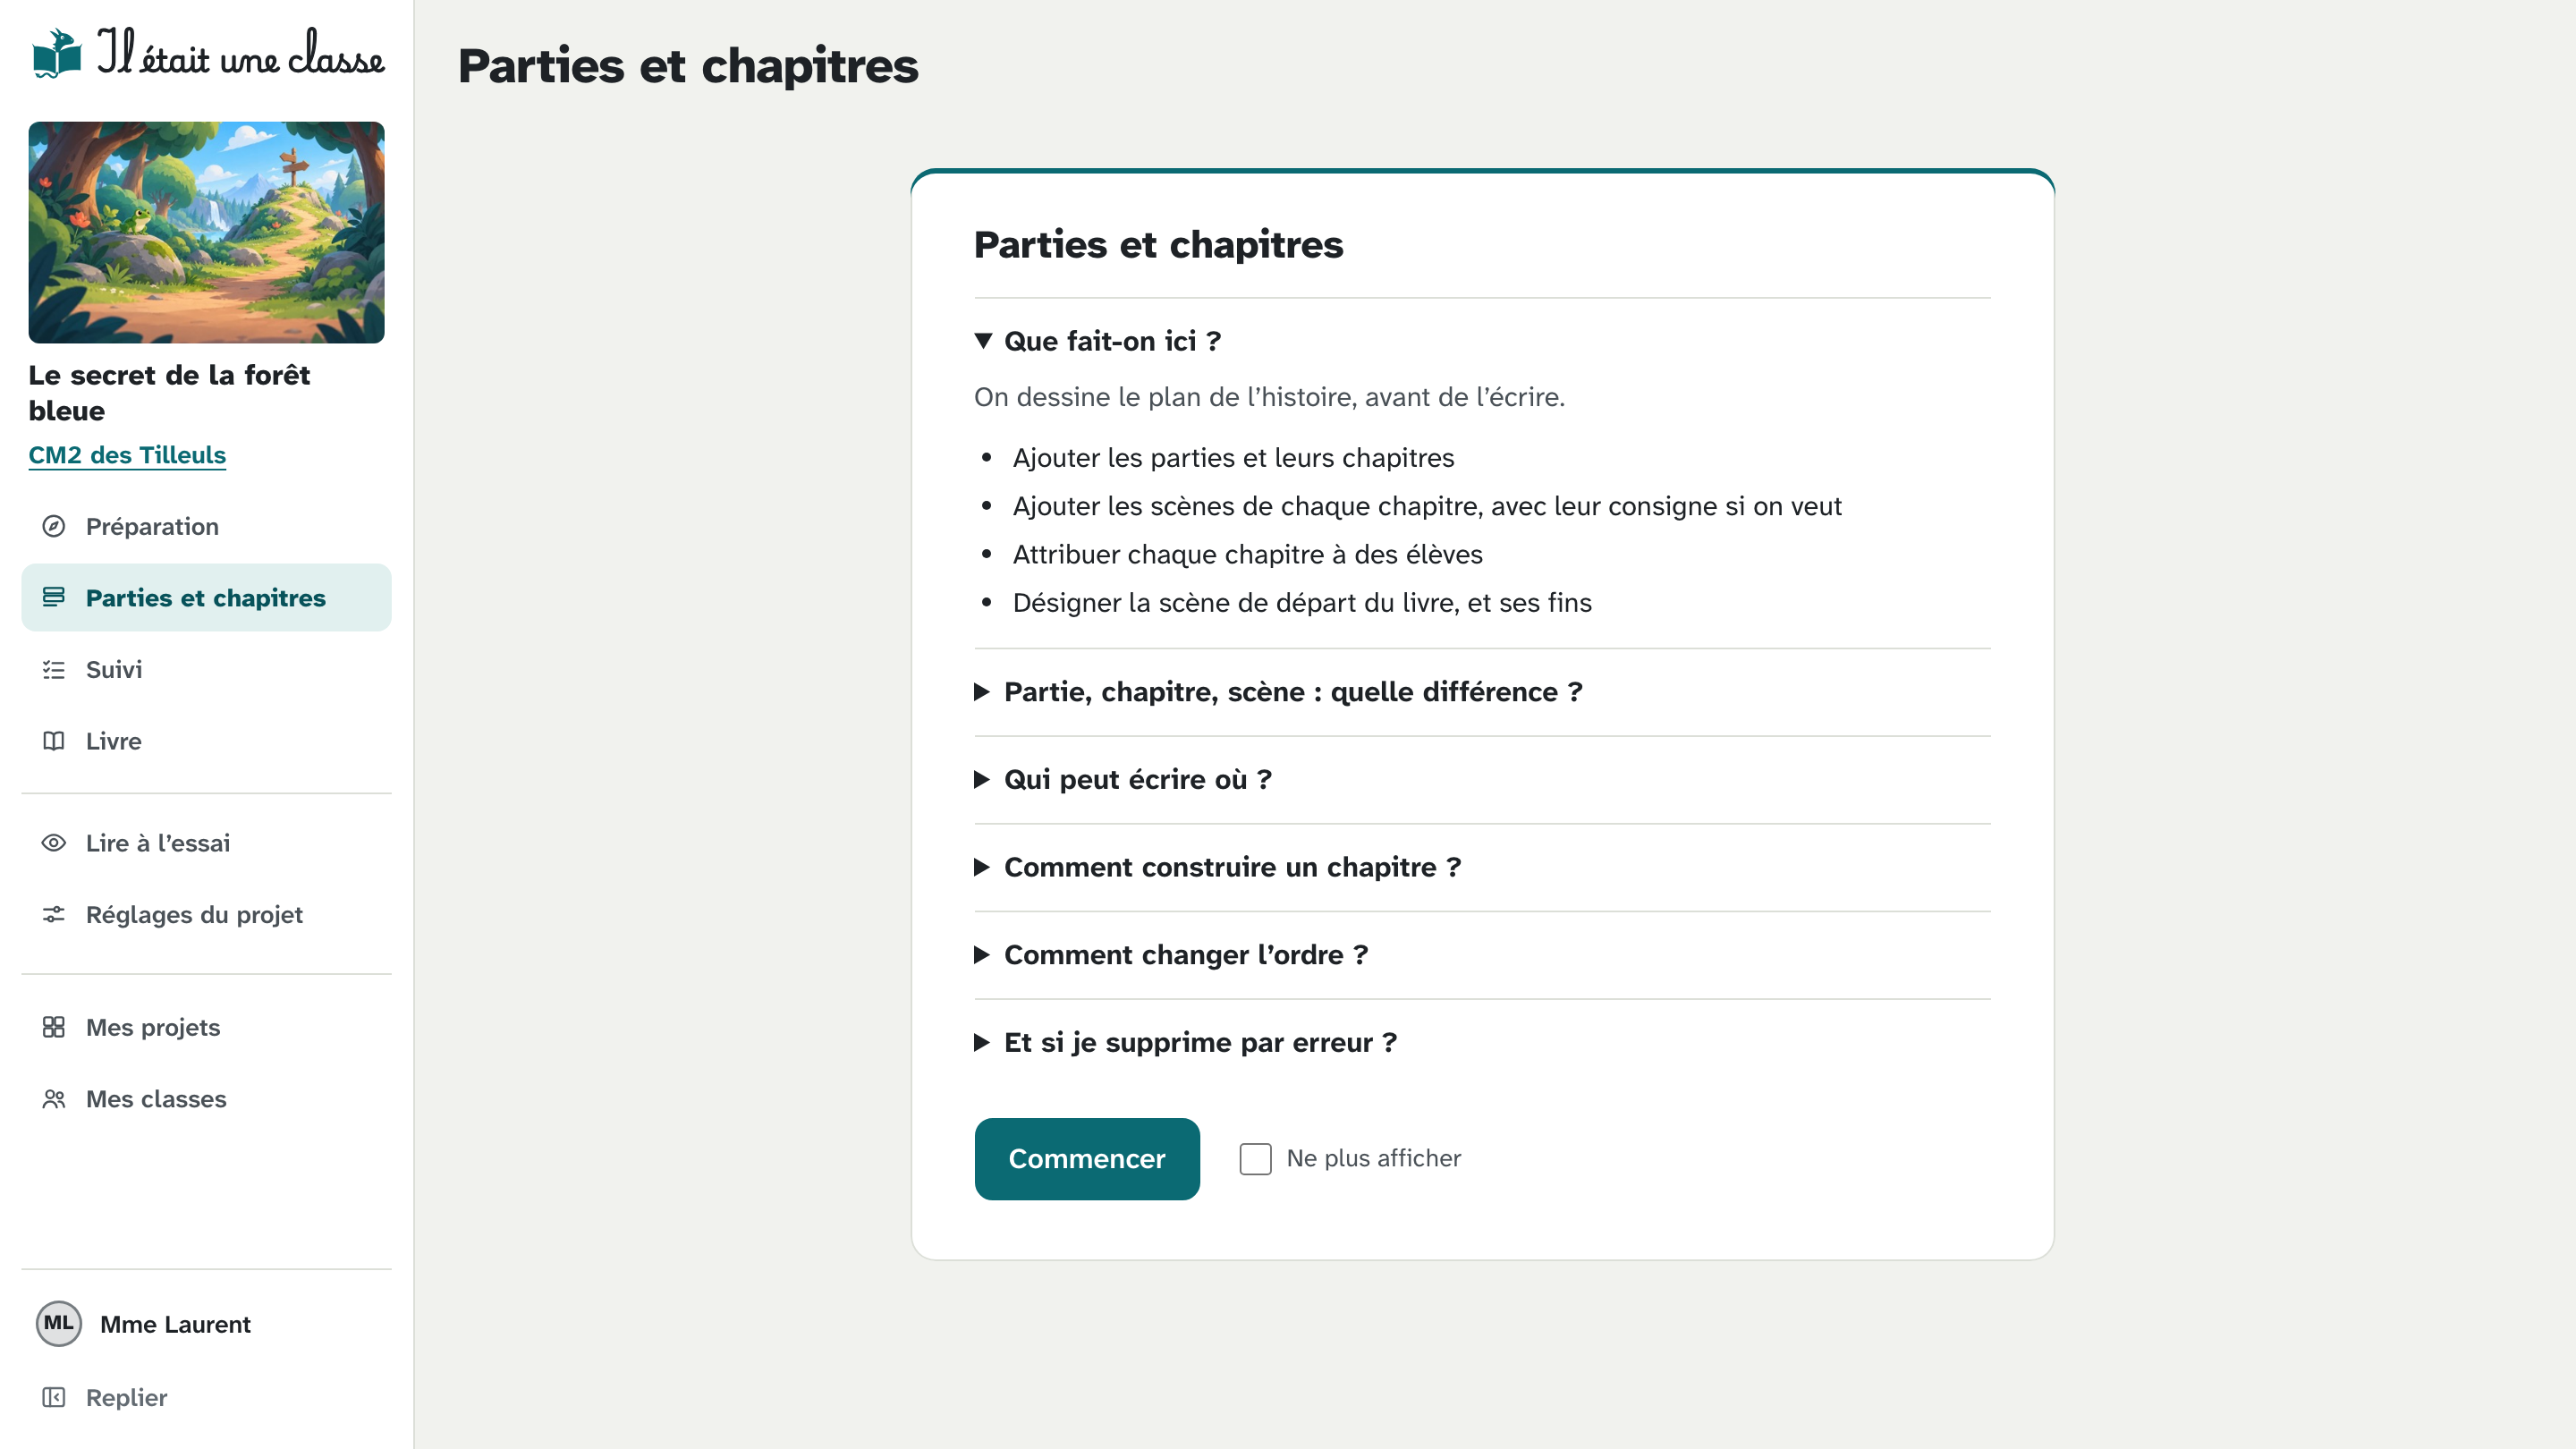 Il était une classe
Le secret de la forêt
bleue
CM2 des Tilleuls
Préparation
Parties et chapitres
Suivi
Livre
Lire à l’essai
Réglages du projet
Mes projets
Mes classes
ML
Mme Laurent
Replier
Parties et chapitres
Parties et chapitres
Que fait-on ici ?
On dessine le plan de l’histoire, avant de l’écrire.
Ajouter les parties et leurs chapitres
Ajouter les scènes de chaque chapitre, avec leur consigne si on veut
Attribuer chaque chapitre à des élèves
Désigner la scène de départ du livre, et ses fins
Partie, chapitre, scène : quelle différence ?
Qui peut écrire où ?
Comment construire un chapitre ?
Comment changer l’ordre ?
Et si je supprime par erreur ?
Commencer
Ne plus afficher